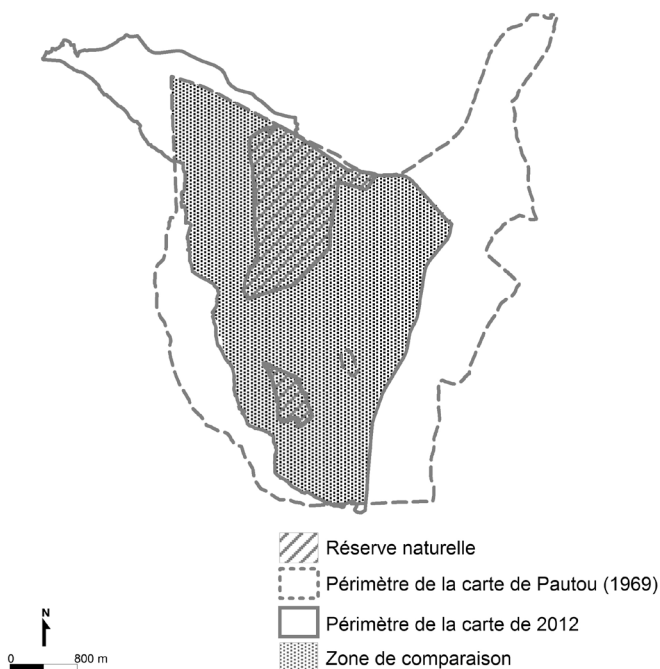 Réserve naturelle
Périmètre de la carte de Pautou (1969)
N
Périmètre de la carte de 2012
0 800 m
Zone de comparaison